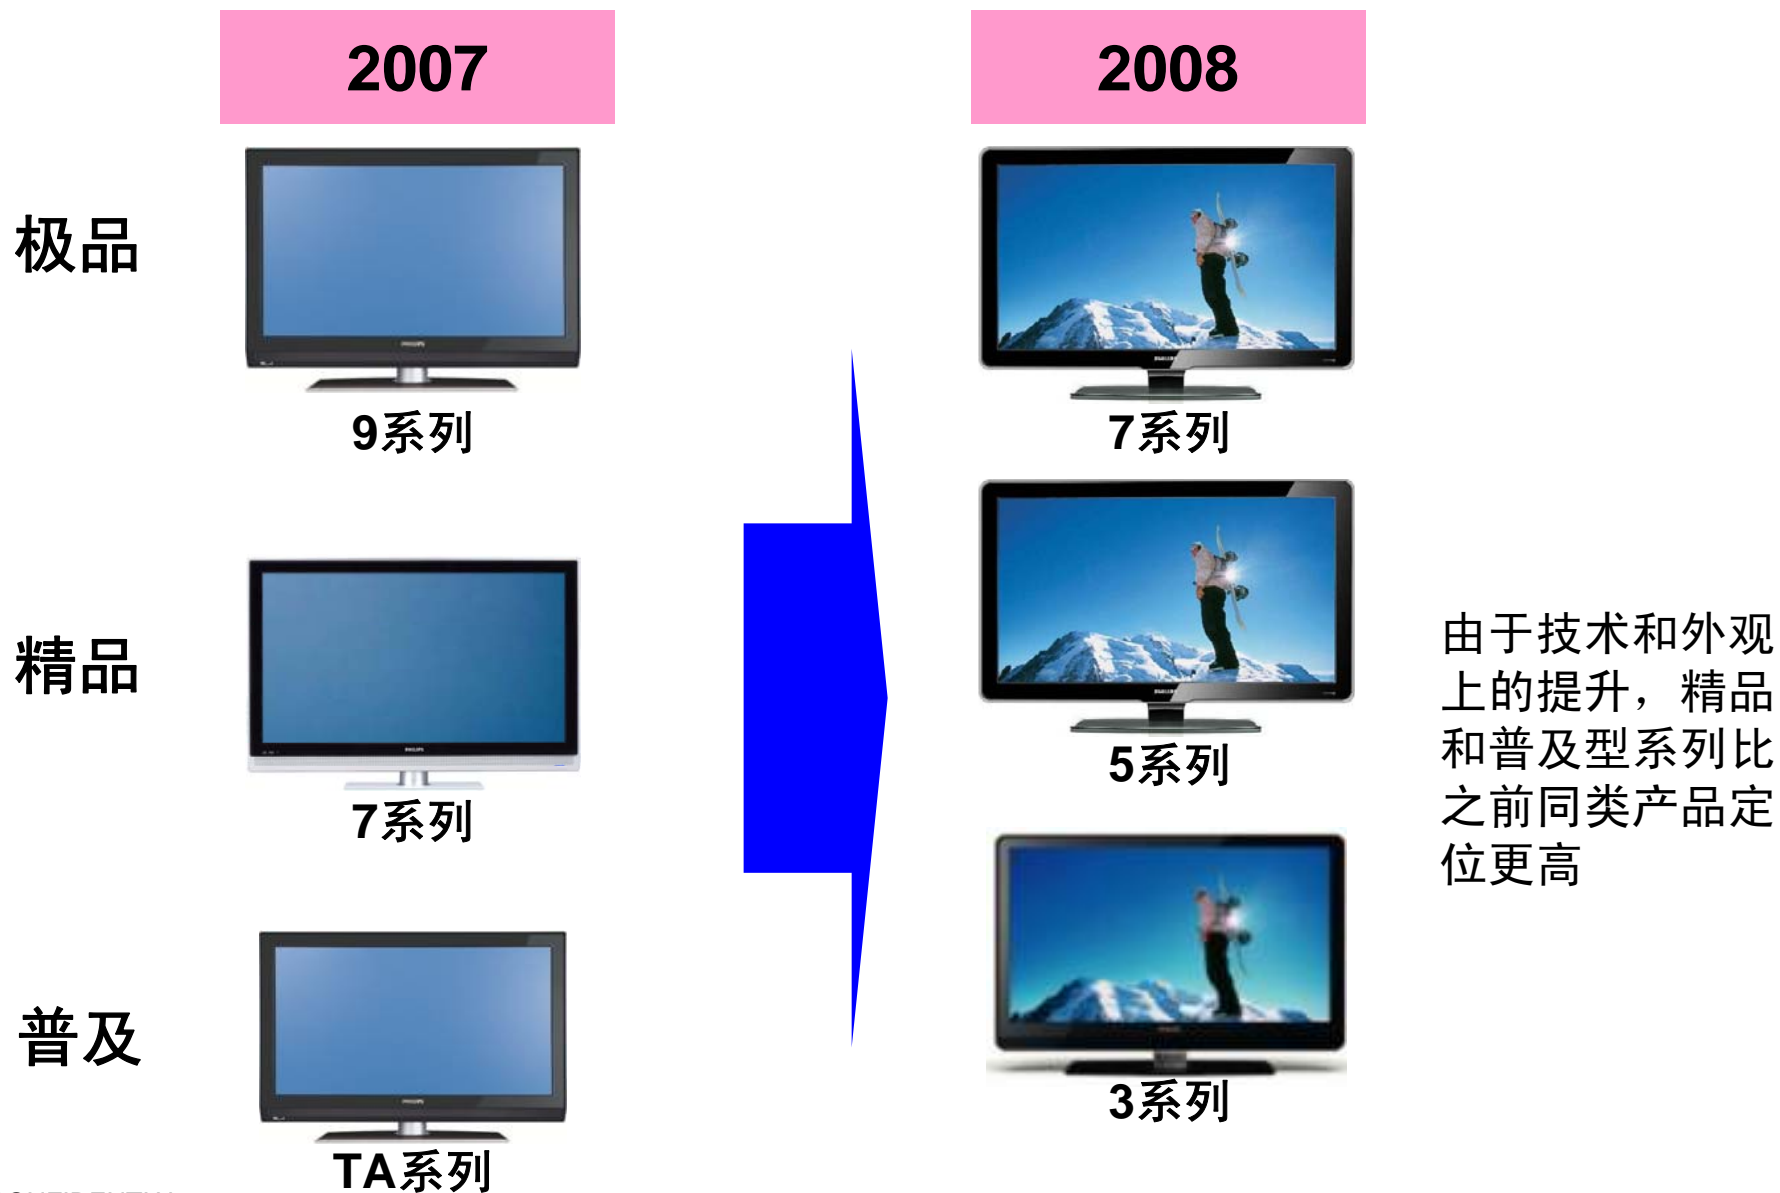 2007
2008
极品
9系列
7系列
精品
7系列
5系列
由于技术和外观
上的提升，精品
和普及型系列比
之前同类产品定
位更高
普及
TA系列
3系列